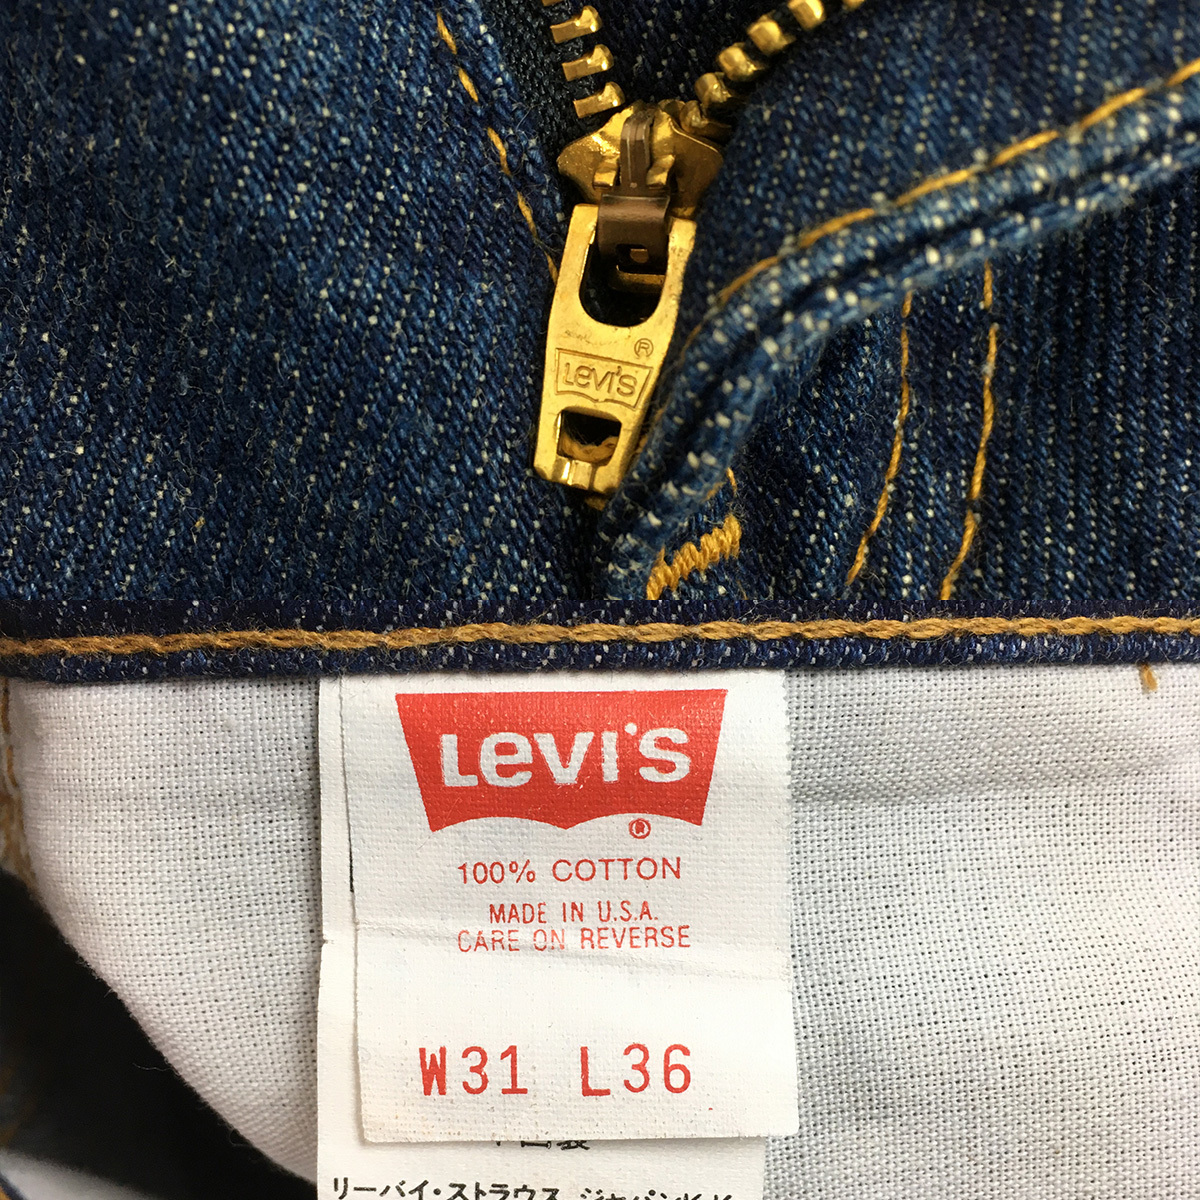 ®
LEVI'S
LEVI'S
®
100% COTTON
MADE IN U.S.A.
CARE ON REVERSE
W31 L36
リーバイ・ストラウス ジャパンK.K